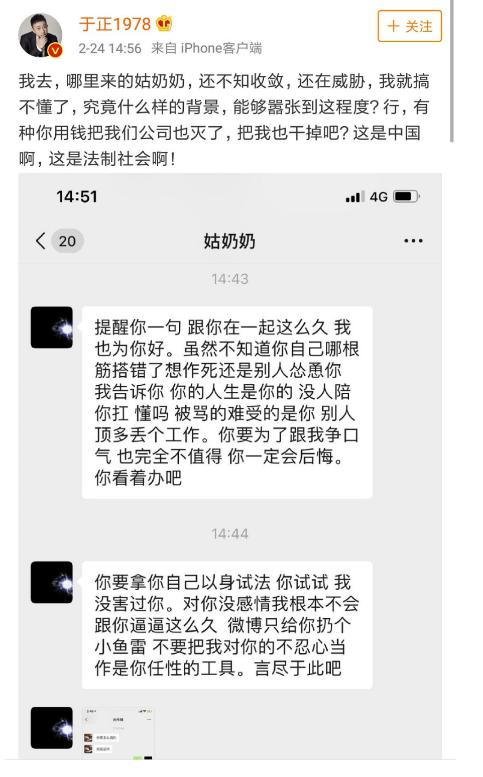 于正1978
2-24 14:56 来自 iPhone客户端
+ 关注
我去，哪里来的姑奶奶，还不知收敛，还在威胁，我就搞
不懂了，究竟什么样的背景，能够嚣张到这程度？行，有
种你用钱把我们公司也灭了，把我也干掉吧？这是中国
啊，这是法制社会啊！
14:51
4G
20
姑奶奶
14:43
提醒你一句 跟你在一起这么久 我
也为你好。虽然不知道你自己哪根
筋搭错了想作死还是别人怂恿你
我告诉你 你的人生是你的 没人陪
你扛 懂吗 被骂的难受的是你 别人
顶多丢个工作。你要为了跟我争口
气 也完全不值得 你一定会后悔。
你看着办吧
14:44
你要拿你自己以身试法 你试试 我
没害过你。对你没感情我根本不会
跟你逼逼这么久 微博只给你扔个
小鱼雷 不要把我对你的不忍心当
作是你任性的工具。言尽于此吧